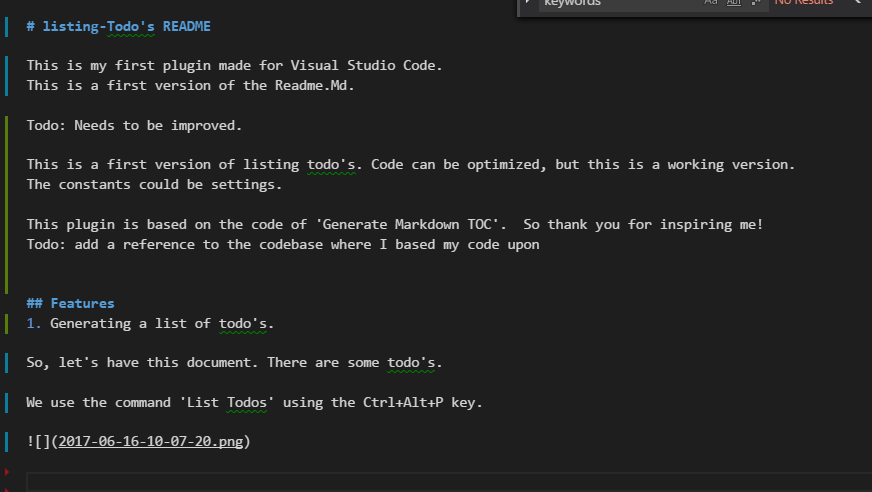 keywords Aa Abl .* No Results
# listing-Todo's README
This is my first plugin made for Visual Studio Code.
This is a first version of the Readme.Md.
Todo: Needs to be improved.
This is a first version of listing todo's. Code can be optimized, but this is a working version.
The constants could be settings.
This plugin is based on the code of 'Generate Markdown TOC'.  So thank you for inspiring me!
Todo: add a reference to the codebase where I based my code upon
## Features
1. Generating a list of todo's.
So, let's have this document. There are some todo's.
We use the command 'List Todos' using the Ctrl+Alt+P key.
![](2017-06-16-10-07-20.png)